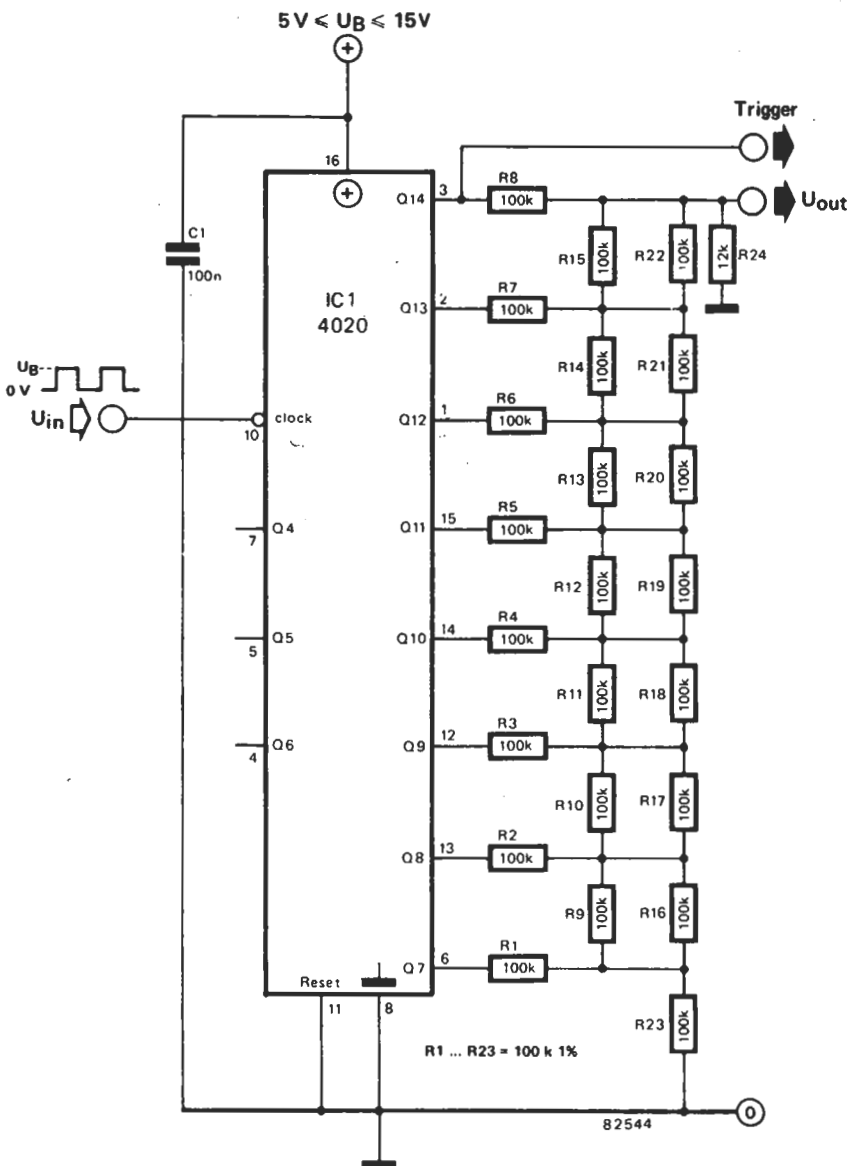 5 V ≤ UB ≤ 15V
+
Trigger
16
+
Q14
3
R8
100k
Uout
C1
100n
R15
100k
R22
100k
12k
R24
IC1
4020
R7
Q13
2
100k
R14
100k
R21
100k
UB
0 V
Uin
R6
Q12
1
100k
clock
10
R13
100k
R20
100k
R5
Q4
7
Q11
15
100k
R12
100k
R19
100k
R4
Q5
5
Q10
14
100k
R11
100k
R18
100k
R3
Q6
4
Q9
12
100k
R10
100k
R17
100k
R2
Q8
13
100k
R9
100k
R16
100k
R1
Q7
6
100k
Reset
11
8
R23
100k
R1 ... R23 = 100 k 1%
82544
0